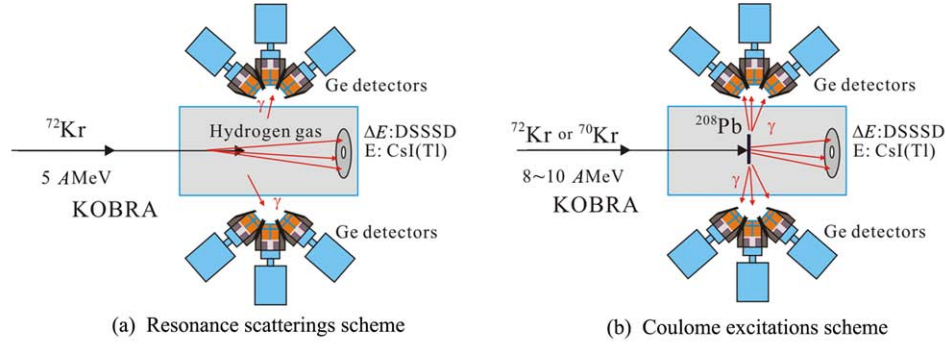 Ge detectors
γ
⁷²Kr
Hydrogen gas
ΔE:DSSSD
E: CsI(Tl)
5 AMeV
KOBRA
γ
Ge detectors
(a) Resonance scatterings scheme
Ge detectors
²⁰⁸Pb
γ
⁷²Kr or ⁷⁰Kr
ΔE:DSSSD
E: CsI(Tl)
8~10 AMeV
γ
KOBRA
Ge detectors
(b) Coulome excitations scheme